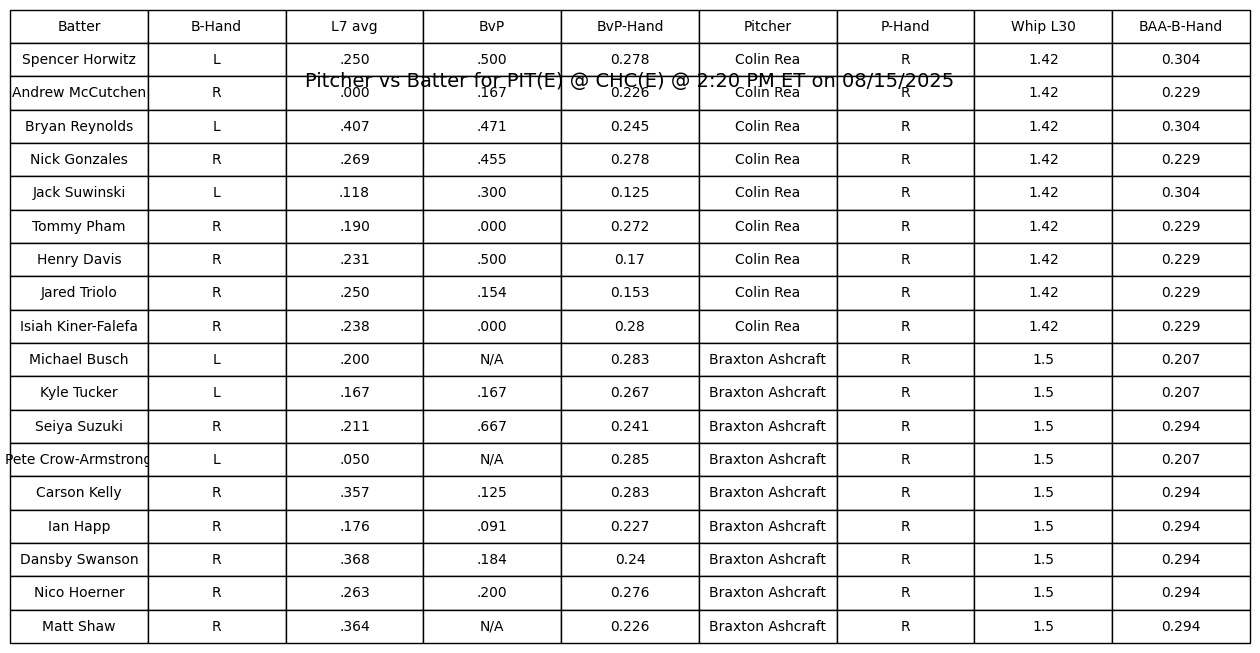 Batter B-Hand L7 avg BvP BvP-Hand Pitcher P-Hand Whip L30 BAA-B-Hand
Spencer Horwitz L .250 .500 0.278 Colin Rea R 1.42 0.304
Pitcher vs Batter for PIT(E) @ CHC(E) @ 2:20 PM ET on 08/15/2025
Andrew McCutchen R .000 .167 0.226 Colin Rea R 1.42 0.229
Bryan Reynolds L .407 .471 0.245 Colin Rea R 1.42 0.304
Nick Gonzales R .269 .455 0.278 Colin Rea R 1.42 0.229
Jack Suwinski L .118 .300 0.125 Colin Rea R 1.42 0.304
Tommy Pham R .190 .000 0.272 Colin Rea R 1.42 0.229
Henry Davis R .231 .500 0.17 Colin Rea R 1.42 0.229
Jared Triolo R .250 .154 0.153 Colin Rea R 1.42 0.229
Isiah Kiner-Falefa R .238 .000 0.28 Colin Rea R 1.42 0.229
Michael Busch L .200 N/A 0.283 Braxton Ashcraft R 1.5 0.207
Kyle Tucker L .167 .167 0.267 Braxton Ashcraft R 1.5 0.207
Seiya Suzuki R .211 .667 0.241 Braxton Ashcraft R 1.5 0.294
Pete Crow-Armstrong L .050 N/A 0.285 Braxton Ashcraft R 1.5 0.207
Carson Kelly R .357 .125 0.283 Braxton Ashcraft R 1.5 0.294
Ian Happ R .176 .091 0.227 Braxton Ashcraft R 1.5 0.294
Dansby Swanson R .368 .184 0.24 Braxton Ashcraft R 1.5 0.294
Nico Hoerner R .263 .200 0.276 Braxton Ashcraft R 1.5 0.294
Matt Shaw R .364 N/A 0.226 Braxton Ashcraft R 1.5 0.294